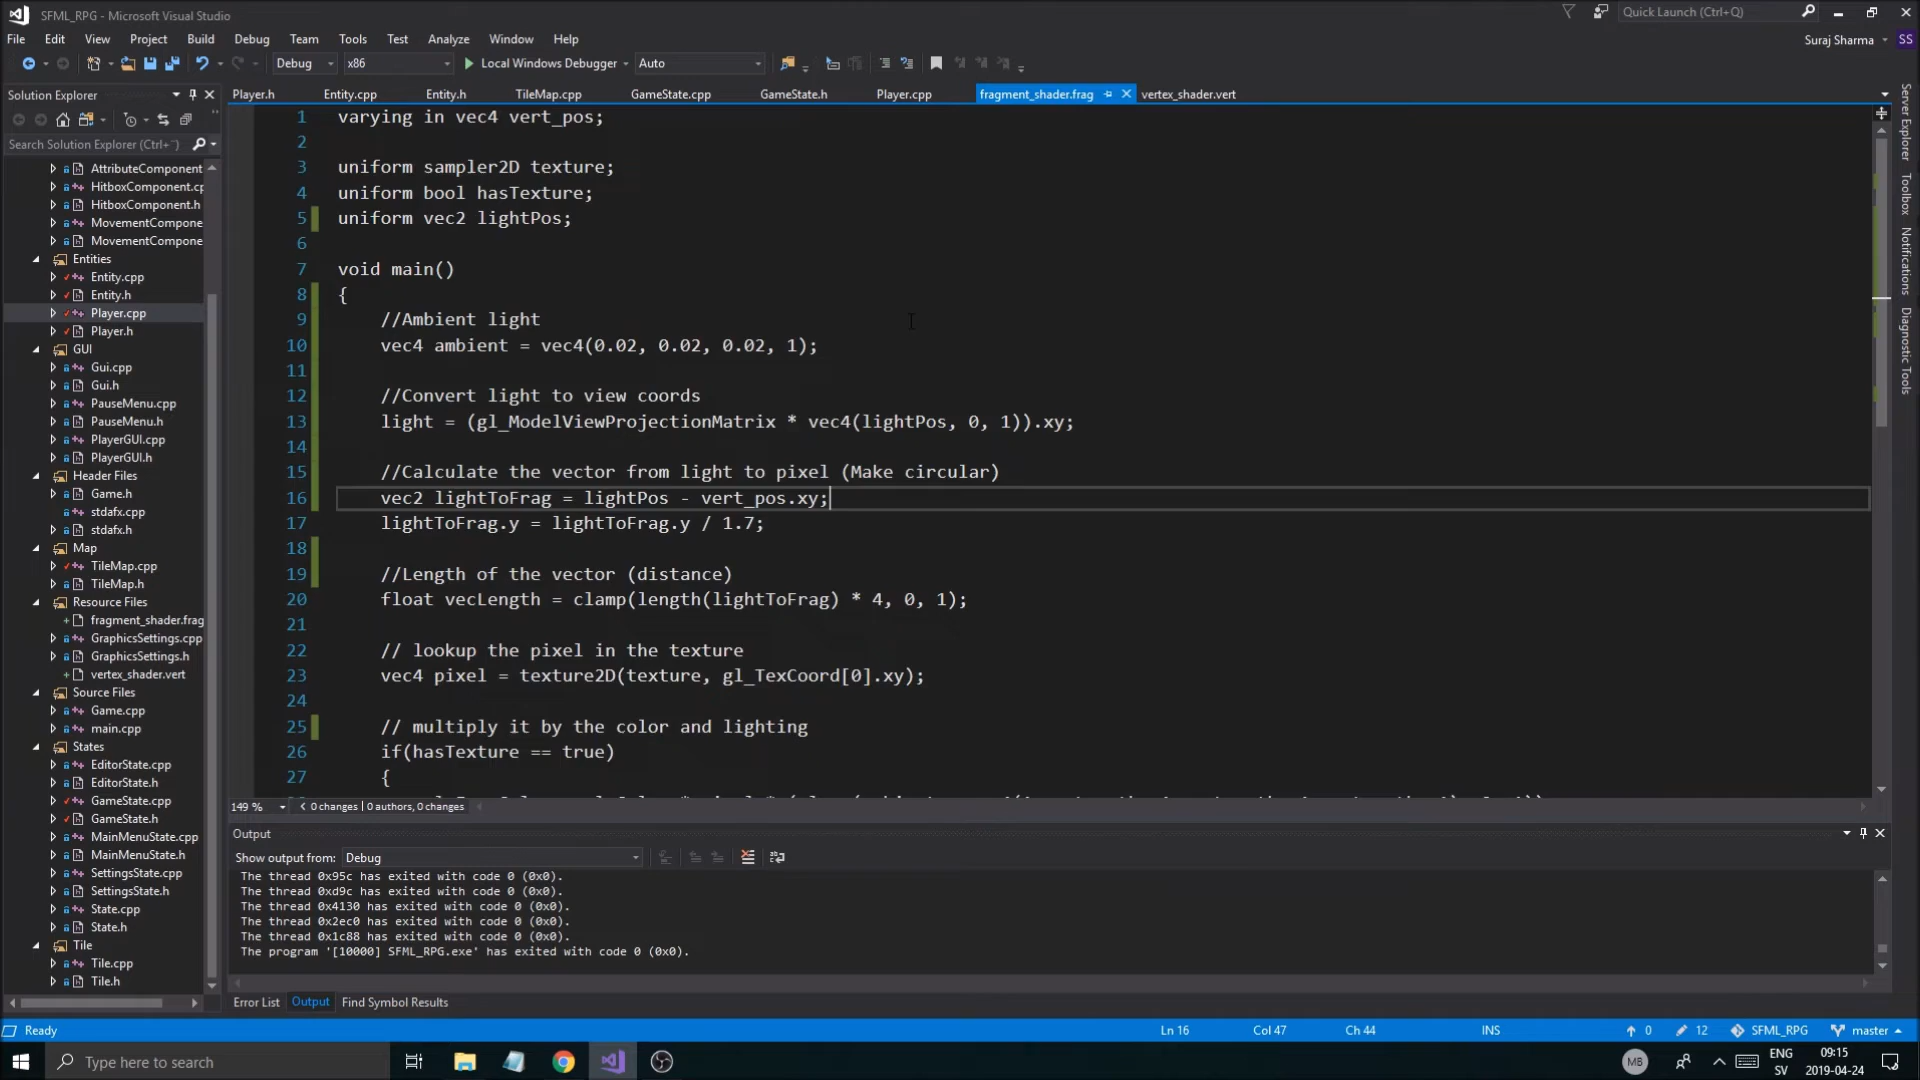 SFML_RPG - Microsoft Visual Studio
Quick Launch (Ctrl+Q)
File Edit View Project Build Debug Team Tools Test Analyze Window Help
Suraj Sharma SS
Debug x86 Local Windows Debugger Auto
Solution Explorer
Player.h Entity.cpp Entity.h TileMap.cpp GameState.cpp GameState.h Player.cpp fragment_shader.frag vertex_shader.vert
Search Solution Explorer (Ctrl+¨)
AttributeComponent
HitboxComponent.cp
HitboxComponent.h
MovementCompone
MovementCompone
Entities
Entity.cpp
Entity.h
Player.cpp
Player.h
GUI
Gui.cpp
Gui.h
PauseMenu.cpp
PauseMenu.h
PlayerGUI.cpp
PlayerGUI.h
Header Files
Game.h
stdafx.cpp
stdafx.h
Map
TileMap.cpp
TileMap.h
Resource Files
fragment_shader.frag
GraphicsSettings.cpp
GraphicsSettings.h
vertex_shader.vert
Source Files
Game.cpp
main.cpp
States
EditorState.cpp
EditorState.h
GameState.cpp
GameState.h
MainMenuState.cpp
MainMenuState.h
SettingsState.cpp
SettingsState.h
State.cpp
State.h
Tile
Tile.cpp
Tile.h
1 varying in vec4 vert_pos;
2
3 uniform sampler2D texture;
4 uniform bool hasTexture;
5 uniform vec2 lightPos;
6
7 void main()
8 {
9 //Ambient light
10 vec4 ambient = vec4(0.02, 0.02, 0.02, 1);
11
12 //Convert light to view coords
13 light = (gl_ModelViewProjectionMatrix * vec4(lightPos, 0, 1)).xy;
14
15 //Calculate the vector from light to pixel (Make circular)
16 vec2 lightToFrag = lightPos - vert_pos.xy;
17 lightToFrag.y = lightToFrag.y / 1.7;
18
19 //Length of the vector (distance)
20 float vecLength = clamp(length(lightToFrag) * 4, 0, 1);
21
22 // lookup the pixel in the texture
23 vec4 pixel = texture2D(texture, gl_TexCoord[0].xy);
24
25 // multiply it by the color and lighting
26 if(hasTexture == true)
27 {
149 % 0 changes | 0 authors, 0 changes
Output
Show output from: Debug
The thread 0x95c has exited with code 0 (0x0).
The thread 0xd9c has exited with code 0 (0x0).
The thread 0x4130 has exited with code 0 (0x0).
The thread 0x2ec0 has exited with code 0 (0x0).
The thread 0x1c88 has exited with code 0 (0x0).
The program '[10000] SFML_RPG.exe' has exited with code 0 (0x0).
Error List Output Find Symbol Results
Server Explorer
Toolbox
Notifications
Diagnostic Tools
Ready Ln 16 Col 47 Ch 44 INS 0 12 SFML_RPG master
Type here to search
MB
ENG
SV
09:15
2019-04-24